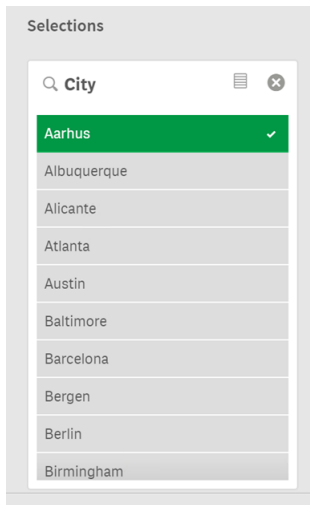 Selections
City
Aarhus
Albuquerque
Alicante
Atlanta
Austin
Baltimore
Barcelona
Bergen
Berlin
Birmingham